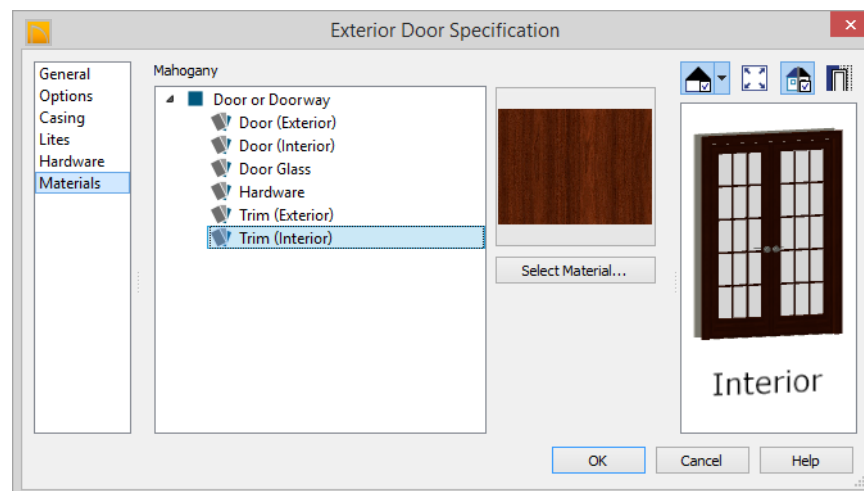 Exterior Door Specification
General
Options
Casing
Lites
Hardware
Materials
Mahogany
Door or Doorway
Door (Exterior)
Door (Interior)
Door Glass
Hardware
Trim (Exterior)
Trim (Interior)
Select Material...
Interior
OK
Cancel
Help